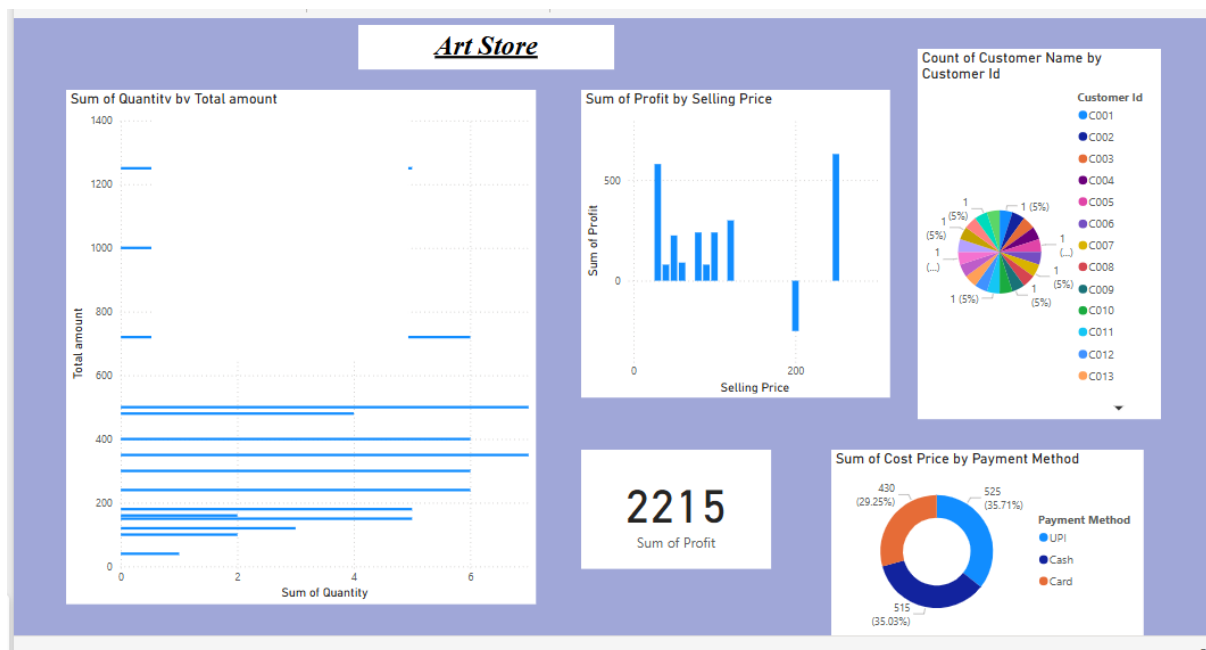 Art Store
Sum of Quantity by Total amount
1400
1200
1000
800
600
400
200
0
Total amount
0 2 4 6
Sum of Quantity
Sum of Profit by Selling Price
500
0
Sum of Profit
0 200
Selling Price
Count of Customer Name by
Customer Id
Customer Id
C001
C002
C003
C004
C005
C006
C007
C008
C009
C010
C011
C012
C013
1
(5%)
1 (5%)
1
(5%)
1
(...)
1
(...)
1
(5%)
1 (5%)
1
(5%)
2215
Sum of Profit
Sum of Cost Price by Payment Method
430
(29.25%)
525
(35.71%)
515
(35.03%)
Payment Method
UPI
Cash
Card